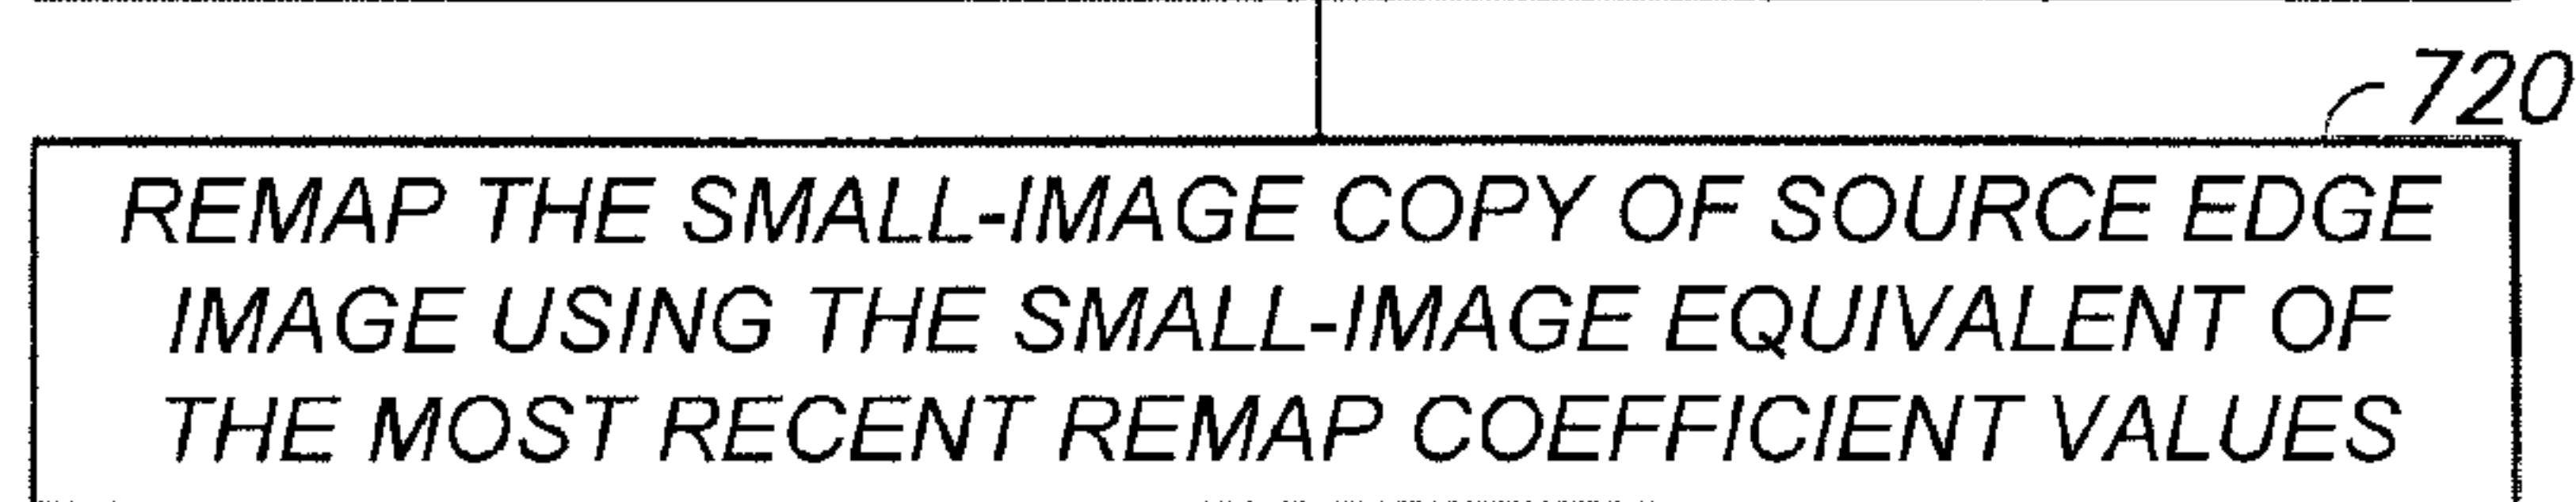 720
REMAP THE SMALL-IMAGE COPY OF SOURCE EDGE
IMAGE USING THE SMALL-IMAGE EQUIVALENT OF
THE MOST RECENT REMAP COEFFICIENT VALUES